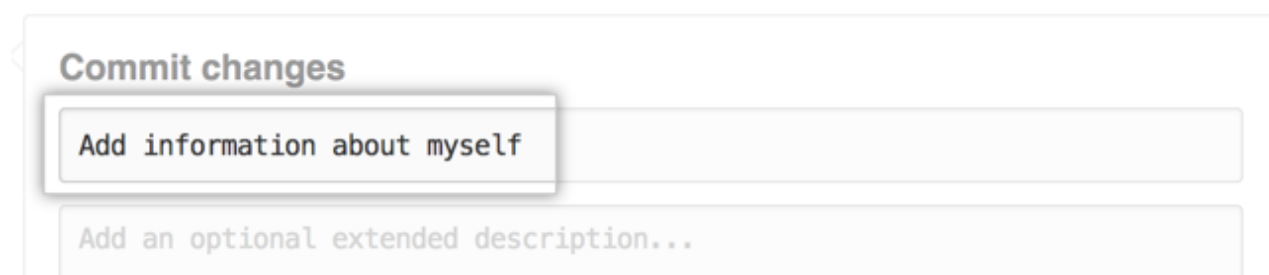 Commit changes
Add information about myself
Add an optional extended description...